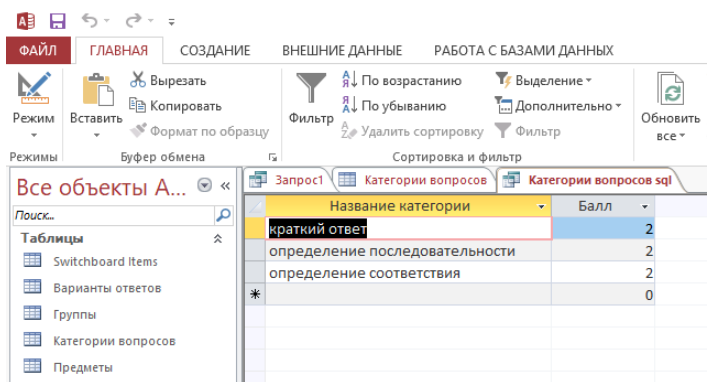 ФАЙЛ ГЛАВНАЯ СОЗДАНИЕ ВНЕШНИЕ ДАННЫЕ РАБОТА С БАЗАМИ ДАННЫХ
Режим
Вставить
Вырезать
Копировать
Формат по образцу
Фильтр
По возрастанию
По убыванию
Удалить сортировку
Выделение
Дополнительно
Фильтр
Обновить
все
Режимы Буфер обмена Сортировка и фильтр
Все объекты A...
Поиск...
Таблицы
Switchboard Items
Варианты ответов
Группы
Категории вопросов
Предметы
Запрос1 Категории вопросов Категории вопросов sql
Название категории Балл
краткий ответ 2
определение последовательности 2
определение соответствия 2
0